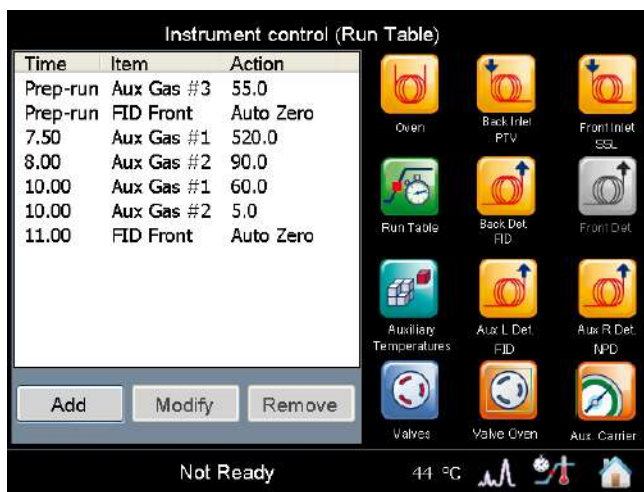 Instrument control (Run Table)
Time Item Action
Prep-run Aux Gas #3 55.0
Prep-run FID Front Auto Zero
7.50 Aux Gas #1 520.0
8.00 Aux Gas #2 90.0
10.00 Aux Gas #1 60.0
10.00 Aux Gas #2 5.0
11.00 FID Front Auto Zero
Add Modify Remove
Oven
Back Inlet
PTV
Front Inlet
SSL
Run Table
Back Det.
FID
Front Det.
Auxiliary
Temperatures
Aux L Det.
FID
Aux R Det.
NPD
Valves
Valve Oven
Aux. Carrier
Not Ready 44 ºC